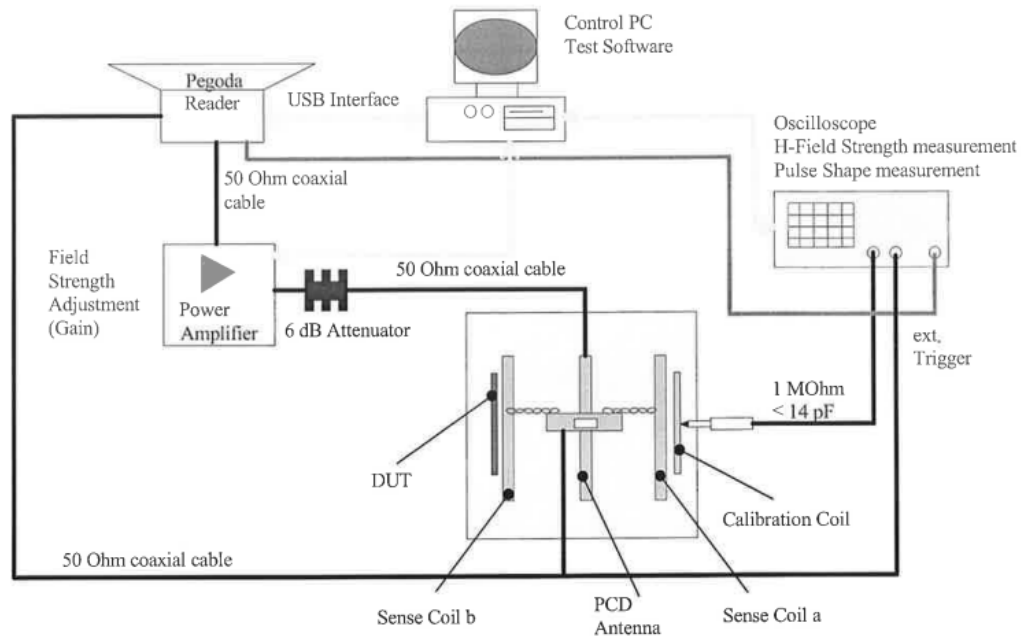 Control PC
Test Software
Pegoda
Reader
USB Interface
Oscilloscope
H-Field Strength measurement
Pulse Shape measurement
50 Ohm coaxial
cable
Field
Strength
Adjustment
(Gain)
Power
Amplifier
6 dB Attenuator
50 Ohm coaxial cable
ext,
Trigger
1 MOhm
< 14 pF
DUT
Calibration Coil
50 Ohm coaxial cable
Sense Coil b
PCD
Antenna
Sense Coil a